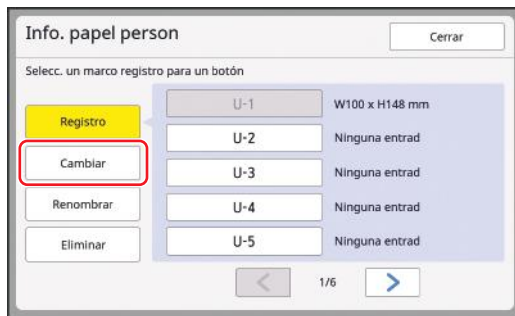 Info. papel person
Cerrar
Selecc. un marco registro para un botón
Registro
Cambiar
Renombrar
Eliminar
U-1 W100 x H148 mm
U-2 Ninguna entrad
U-3 Ninguna entrad
U-4 Ninguna entrad
U-5 Ninguna entrad
1/6